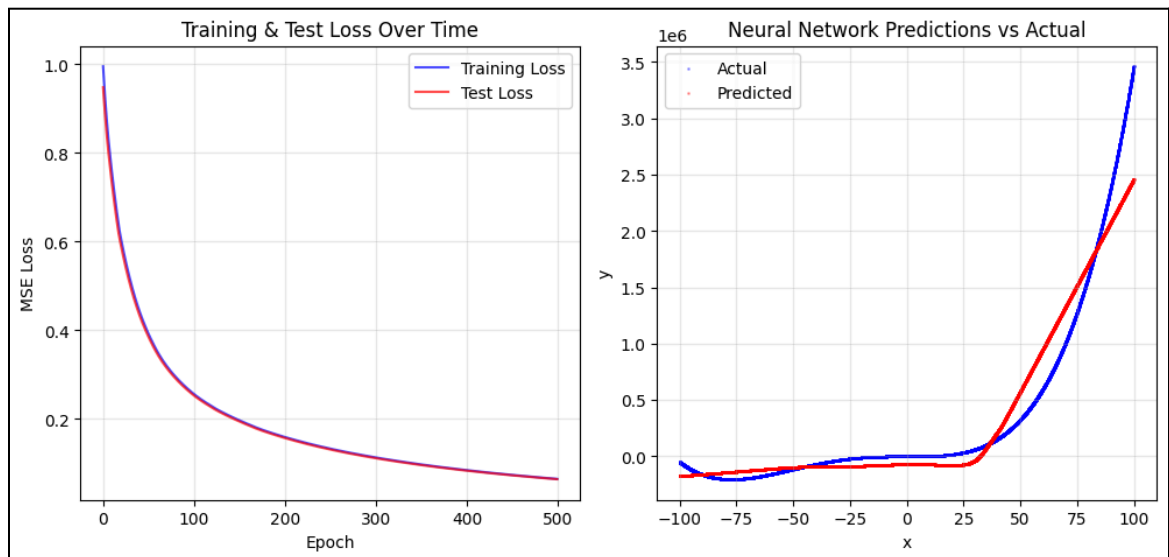 Training & Test Loss Over Time
Training Loss
Test Loss
1.0
0.8
0.6
0.4
0.2
MSE Loss
0
100
200
300
400
500
Epoch
Neural Network Predictions vs Actual
1e6
Actual
Predicted
3.5
3.0
2.5
2.0
1.5
1.0
0.5
0.0
y
−100
−75
−50
−25
0
25
50
75
100
x